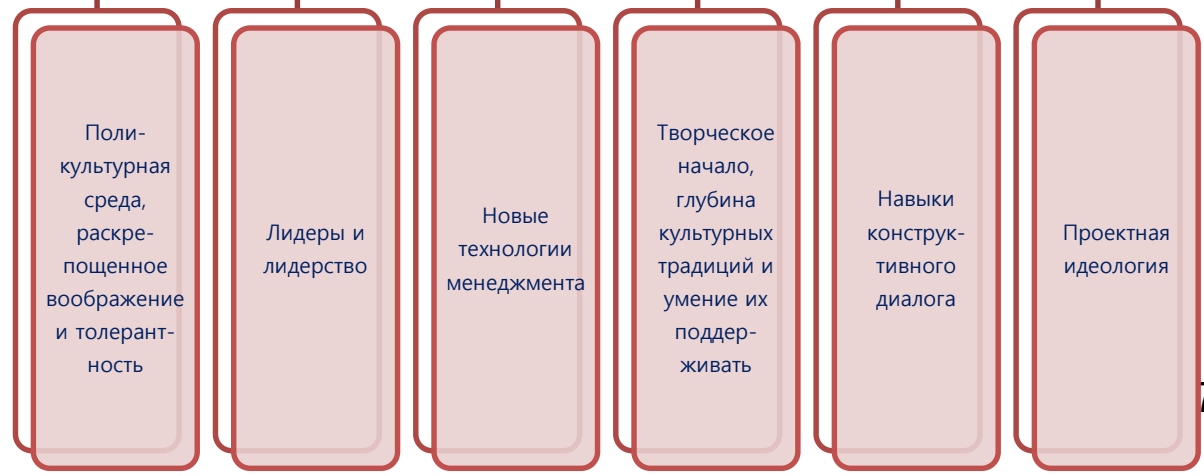 Поли-
культурная
среда,
раскре-
пощенное
воображение
и толерант-
ность
Лидеры и
лидерство
Новые
технологии
менеджмента
Творческое
начало,
глубина
культурных
традиций и
умение их
поддер-
живать
Навыки
конструк-
тивного
диалога
Проектная
идеология